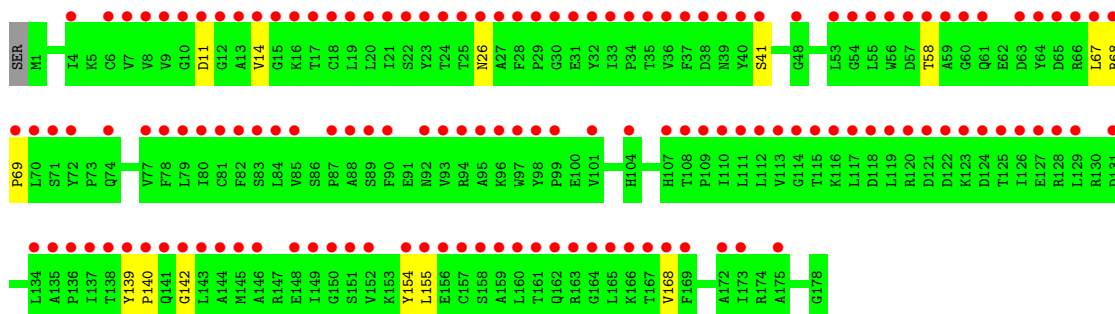 SER M1 I4 K5 C6 V7 V8 V9 G10 D11 G12 A13 V14 G15 K16 T17 C18 L19 L20 I21 S22 Y23 T24 T25 N26 A27 F28 P29 G30 E31 Y32 I33 P34 T35 V36 F37 D38 N39 Y40 S41 G48 L53 G54 L55 W56 D57 T58 A59 G60 Q61 E62 D63 Y64 D65 R66 L67 R68
P69 L70 S71 Y72 P73 Q74 V77 F78 L79 I80 C81 F82 S83 L84 V85 S86 P87 A88 S89 F90 E91 N92 V93 R94 A95 K96 W97 Y98 P99 E100 V101 H104 H107 T108 P109 I110 L111 L112 V113 G114 T115 K116 L117 D118 L119 R120 D121 D122 K123 D124 T125 I126 E127 R128 L129 R130 D131
L134 A135 P136 I137 T138 Y139 P140 Q141 G142 L143 A144 M145 A146 R147 E148 I149 G150 S151 V152 K153 Y154 L155 E156 C157 S158 A159 L160 T161 Q162 R163 G164 L165 K166 T167 V168 F169 A172 I173 R174 A175 G178